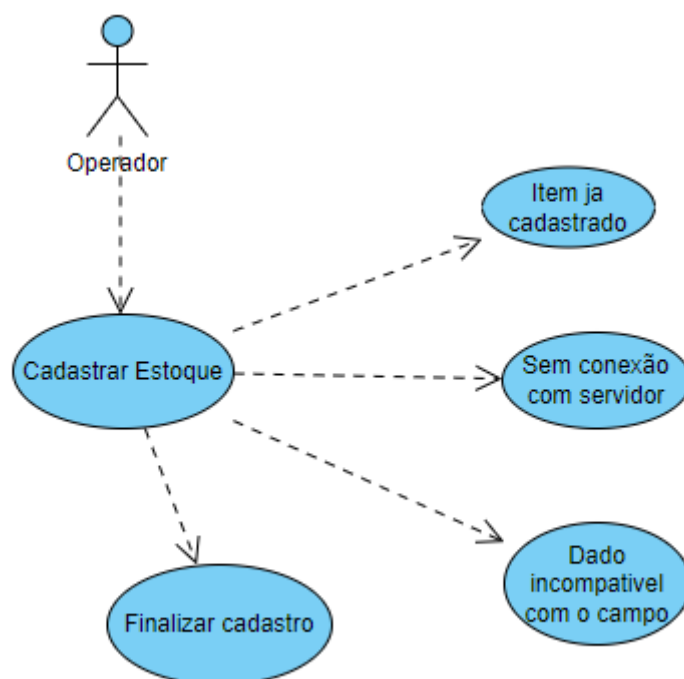 Operador
Item ja
cadastrado
Cadastrar Estoque
Sem conexão
com servidor
Dado
incompativel
com o campo
Finalizar cadastro